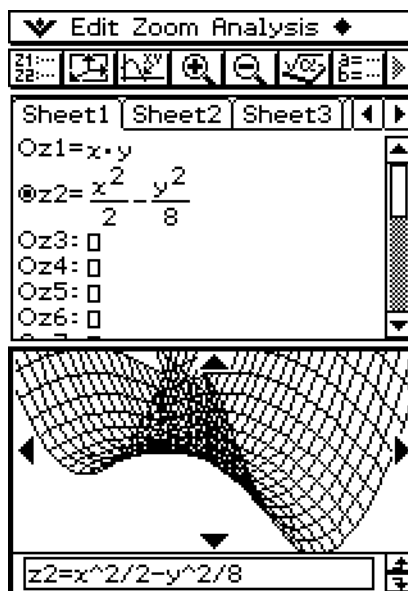 Edit Zoom Analysis
Sheet1 Sheet2 Sheet3
z1=x·y
z2=x²/2-y²/8
z3:
z4:
z5:
z6:
z2=x^2/2-y^2/8